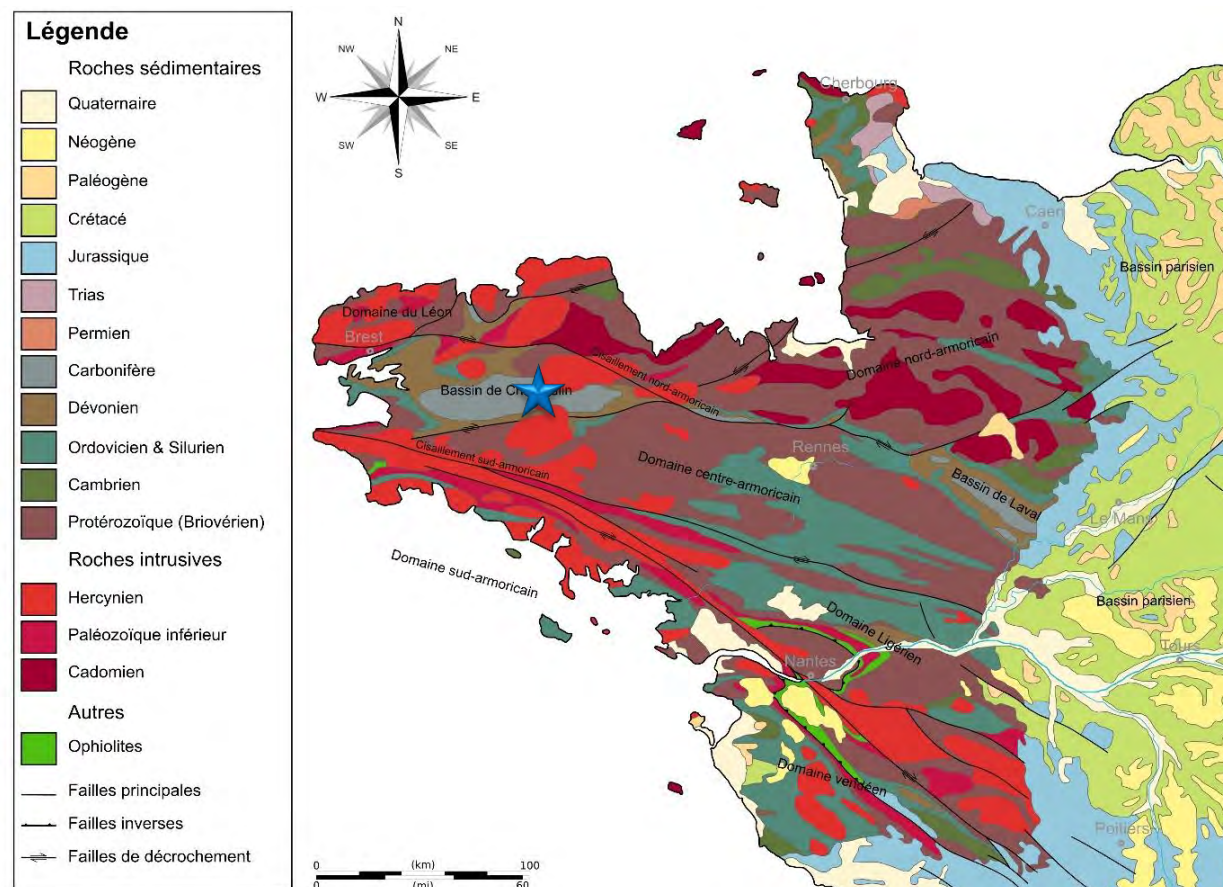 Légende
Roches sédimentaires
Quaternaire
Néogène
Paléogène
Crétacé
Jurassique
Trias
Permien
Carbonifère
Dévonien
Ordovicien & Silurien
Cambrien
Protérozoïque (Briovérien)
Roches intrusives
Hercynien
Paléozoïque inférieur
Cadomien
Autres
Ophiolites
Failles principales
Failles inverses
Failles de décrochement
N
NW
NE
W
E
SW
SE
S
Cherbourg
Caen
Bassin parisien
Domaine du Léon
Brest
Cisaillement nord-armoricain
Domaine nord-armoricain
Bassin de
Cisaillement sud-armoricain
Domaine centre-armoricain
Rennes
Bassin de Laval
Le Mans
Domaine sud-armoricain
Domaine Ligérien
Bassin parisien
Tours
Nantes
Domaine vendéen
Poitiers
0
(km)
100
0
(mi)
60